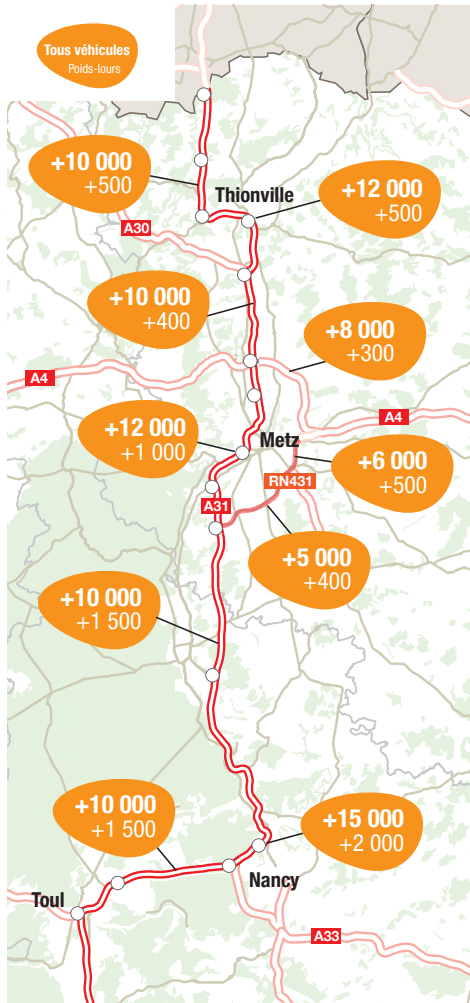 Tous véhicules
Poids-lours
+10 000
+500
Thionville
+12 000
+500
A30
+10 000
+400
+8 000
+300
A4
A4
+12 000
+1 000
Metz
+6 000
+500
RN431
A31
+5 000
+400
+10 000
+1 500
+10 000
+1 500
+15 000
+2 000
Nancy
Toul
A33